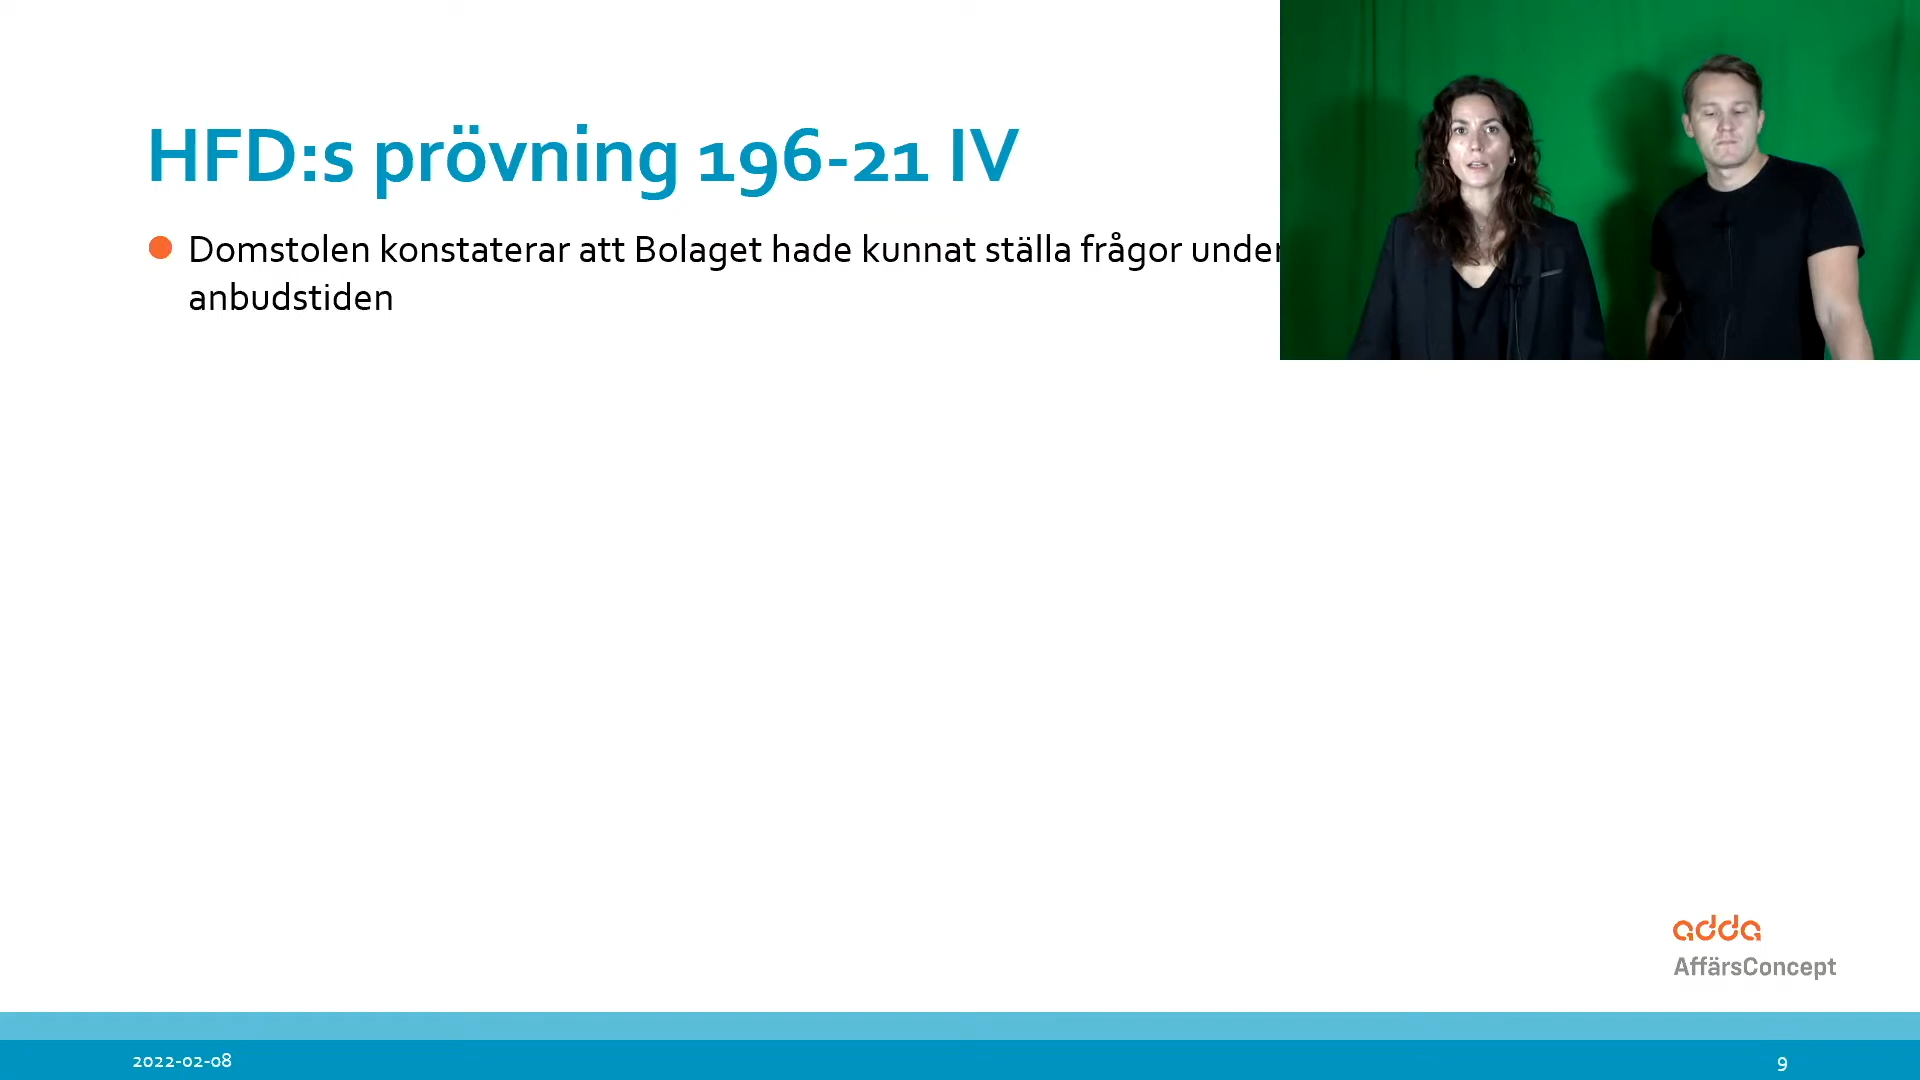 HFD:s prövning 196-21 IV
Domstolen konstaterar att Bolaget hade kunnat ställa frågor under
anbudstiden
adda
AffärsConcept
2022-02-08
9